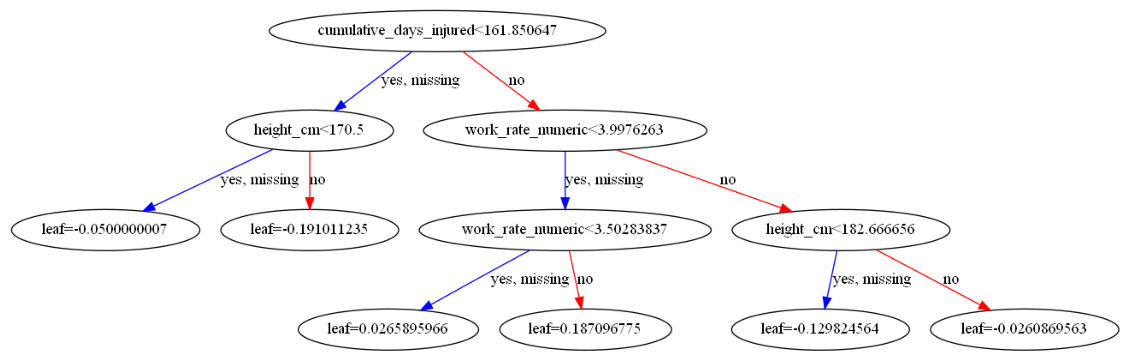 cumulative_days_injured<161.850647
yes, missing
no
height_cm<170.5
work_rate_numeric<3.9976263
yes, missing
no
yes, missing
no
leaf=-0.0500000007
leaf=-0.191011235
work_rate_numeric<3.50283837
height_cm<182.666656
yes, missing
no
yes, missing
no
leaf=0.0265895966
leaf=0.187096775
leaf=-0.129824564
leaf=-0.0260869563